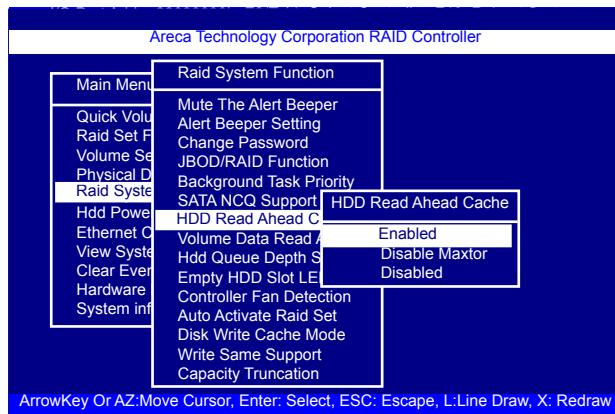 Areca Technology Corporation RAID Controller
Main Menu
Quick Volu
Raid Set F
Volume Se
Physical D
Raid Syste
Hdd Powe
Ethernet C
View Syste
Clear Even
Hardware
System inf
Raid System Function
Mute The Alert Beeper
Alert Beeper Setting
Change Password
JBOD/RAID Function
Background Task Priority
SATA NCQ Support
HDD Read Ahead C
Volume Data Read A
Hdd Queue Depth S
Empty HDD Slot LE
Controller Fan Detection
Auto Activate Raid Set
Disk Write Cache Mode
Write Same Support
Capacity Truncation
HDD Read Ahead Cache
Enabled
Disable Maxtor
Disabled
ArrowKey Or AZ:Move Cursor, Enter: Select, ESC: Escape, L:Line Draw, X: Redraw